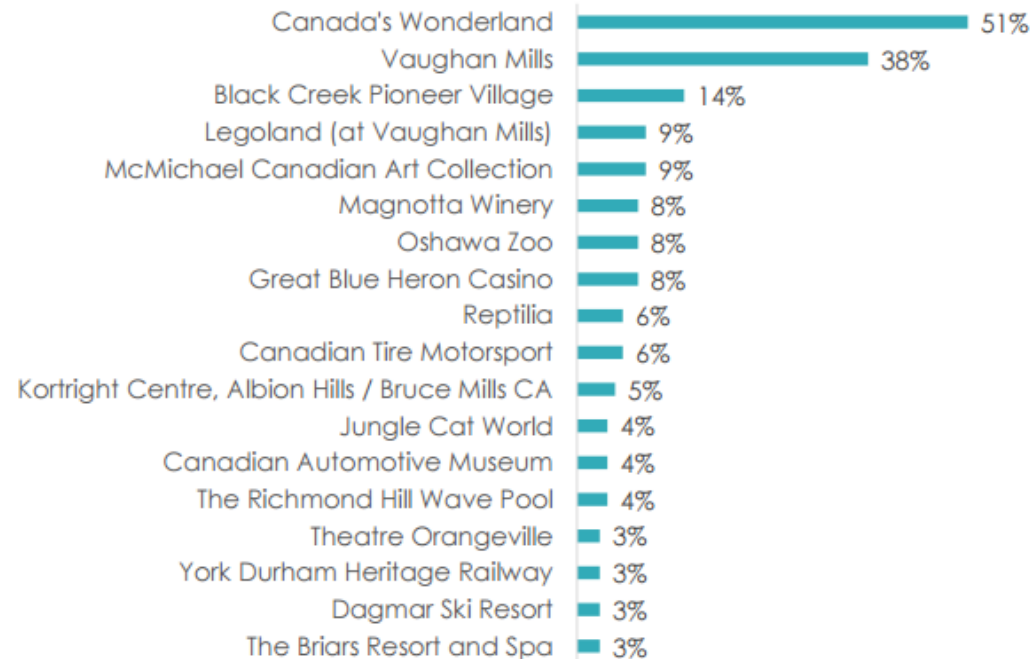 Canada's Wonderland 51%
Vaughan Mills 38%
Black Creek Pioneer Village 14%
Legoland (at Vaughan Mills) 9%
McMichael Canadian Art Collection 9%
Magnotta Winery 8%
Oshawa Zoo 8%
Great Blue Heron Casino 8%
Reptilia 6%
Canadian Tire Motorsport 6%
Kortright Centre, Albion Hills / Bruce Mills CA 5%
Jungle Cat World 4%
Canadian Automotive Museum 4%
The Richmond Hill Wave Pool 4%
Theatre Orangeville 3%
York Durham Heritage Railway 3%
Dagmar Ski Resort 3%
The Briars Resort and Spa 3%